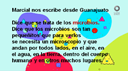 Marcial nos escribe desde Guanajuato
Dice que se trata de los microbios.
Dice que los microbios son tan
pequeños que para verlos
se necesita un microscopio y que
andan por todos lados, en el aire, en
el agua, en la tierra, dentro del cuerpo
humano y en otros muchos lugares.